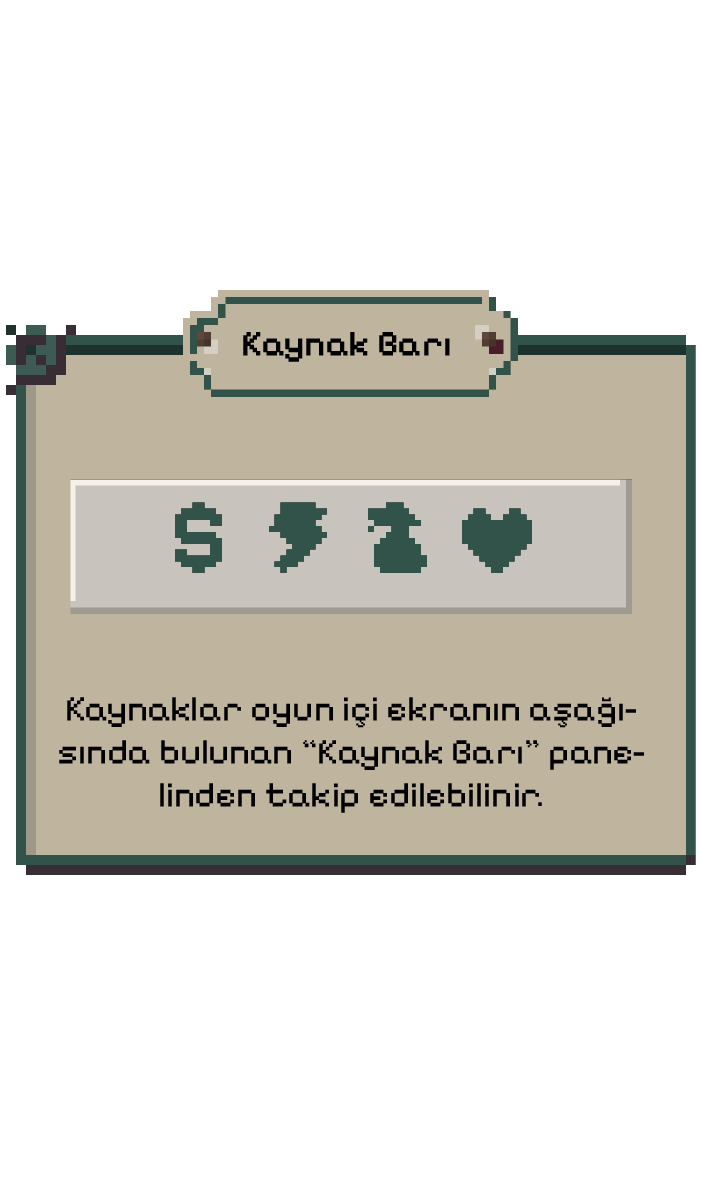 Kaynak Barı
$
Kaynaklar oyun içi ekranın aşağı-
sında bulunan “Kaynak Barı” pane-
linden takip edilebilinir.